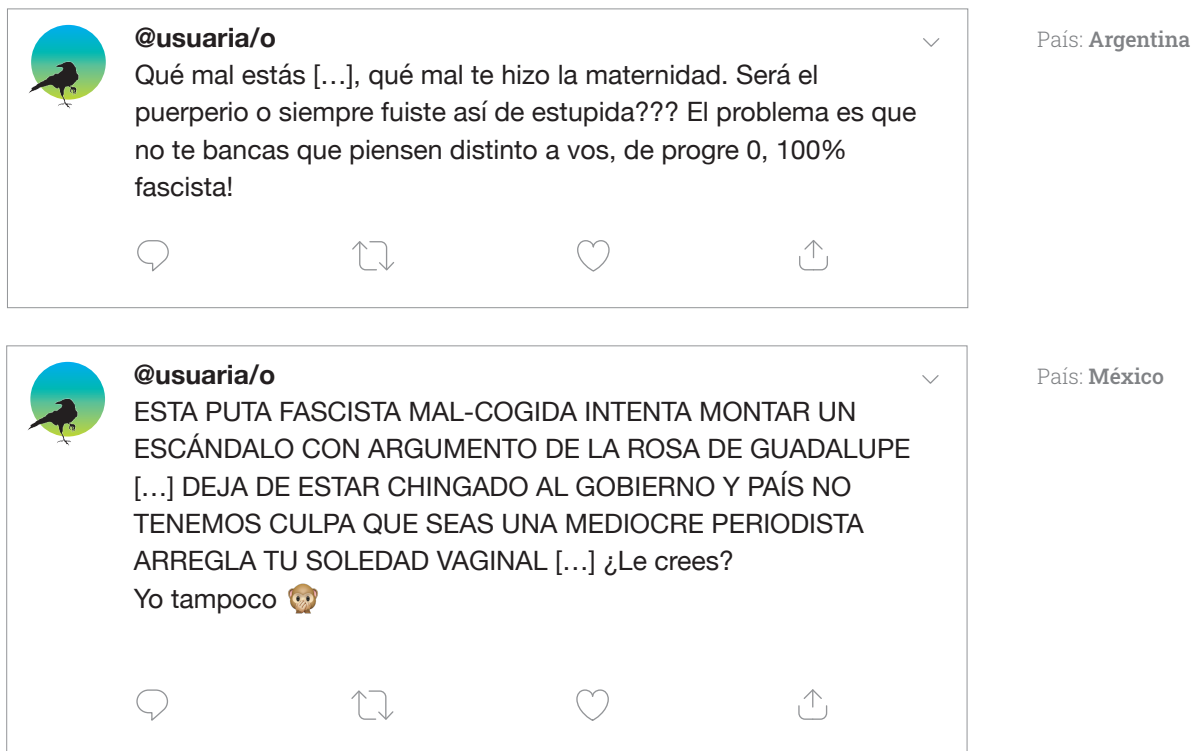 @usuaria/o
Qué mal estás […], qué mal te hizo la maternidad. Será el
puerperio o siempre fuiste así de estupida??? El problema es que
no te bancas que piensen distinto a vos, de progre 0, 100%
fascista!
País: Argentina
@usuaria/o
ESTA PUTA FASCISTA MAL-COGIDA INTENTA MONTAR UN
ESCÁNDALO CON ARGUMENTO DE LA ROSA DE GUADALUPE
[…] DEJA DE ESTAR CHINGADO AL GOBIERNO Y PAÍS NO
TENEMOS CULPA QUE SEAS UNA MEDIOCRE PERIODISTA
ARREGLA TU SOLEDAD VAGINAL […] ¿Le crees?
Yo tampoco 🙊
País: México